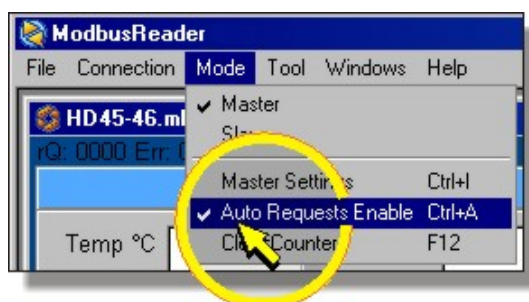 ModbusReader
File Connection Mode Tool Windows Help
HD45-46.
Master
rQ: 0000 Err:
Master Settings Ctrl+I
Auto Requests Enable Ctrl+A
Temp °C
Counter F12